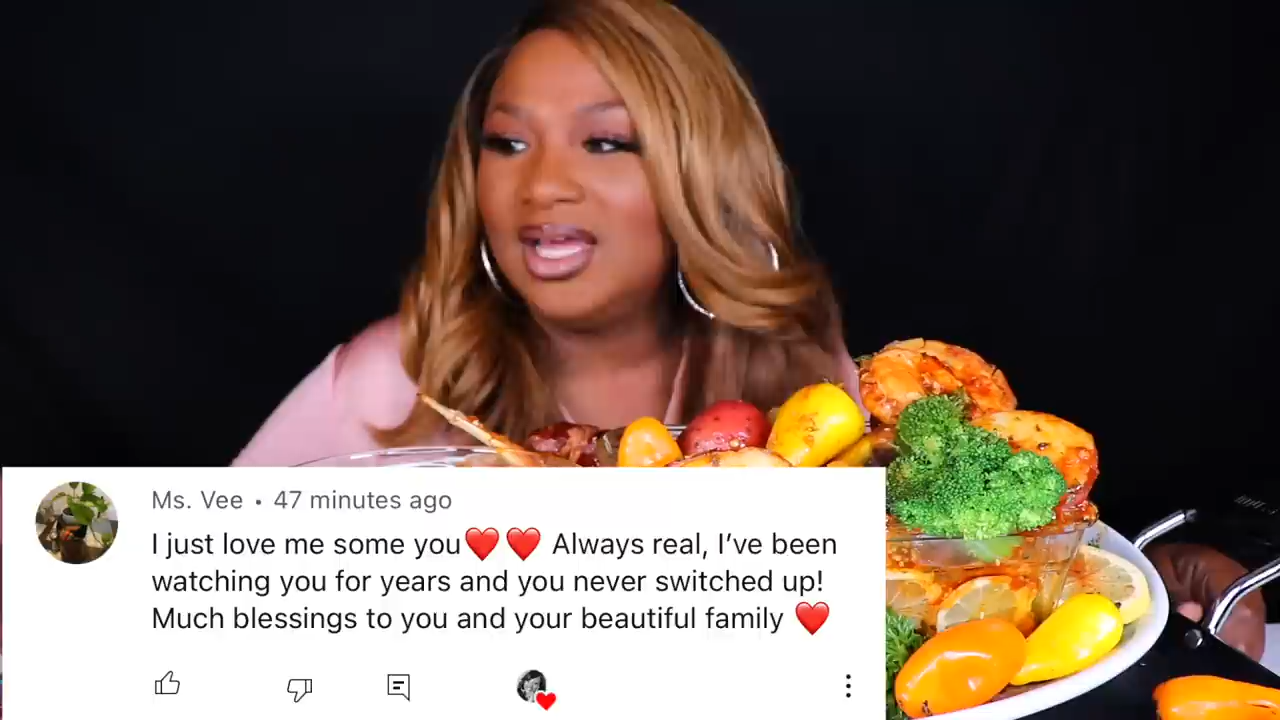 Ms. Vee • 47 minutes ago
I just love me some you❤️❤️ Always real, I’ve been
watching you for years and you never switched up!
Much blessings to you and your beautiful family ❤️